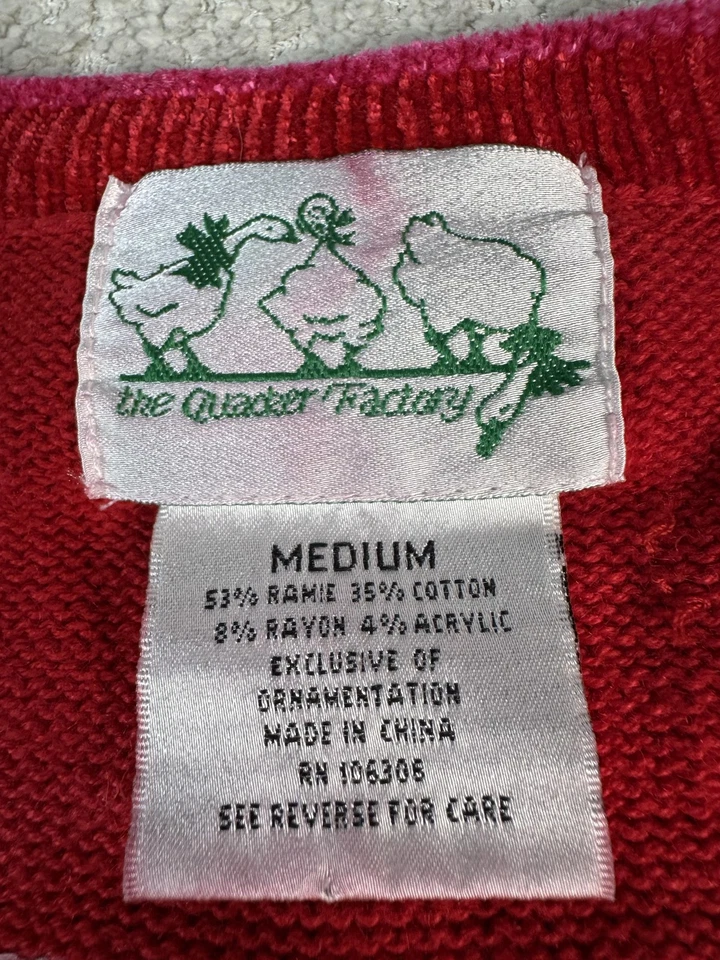 the Quacker Factory
MEDIUM
53% RAMIE 35% COTTON
8% RAYON 4% ACRYLIC
EXCLUSIVE OF
ORNAMENTATION
MADE IN CHINA
RN 106306
SEE REVERSE FOR CARE